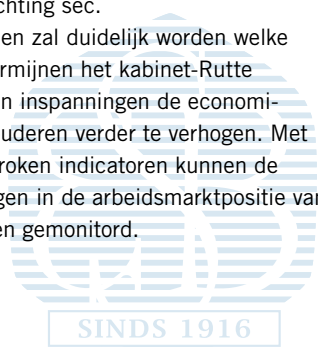 chting sec.
en zal duidelijk worden welke
ermijnen het kabinet-Rutte
n inspanningen de economi-
uderen verder te verhogen. Met
roken indicatoren kunnen de
gen in de arbeidsmarktpositie van
en gemonitord.
SINDS 1916